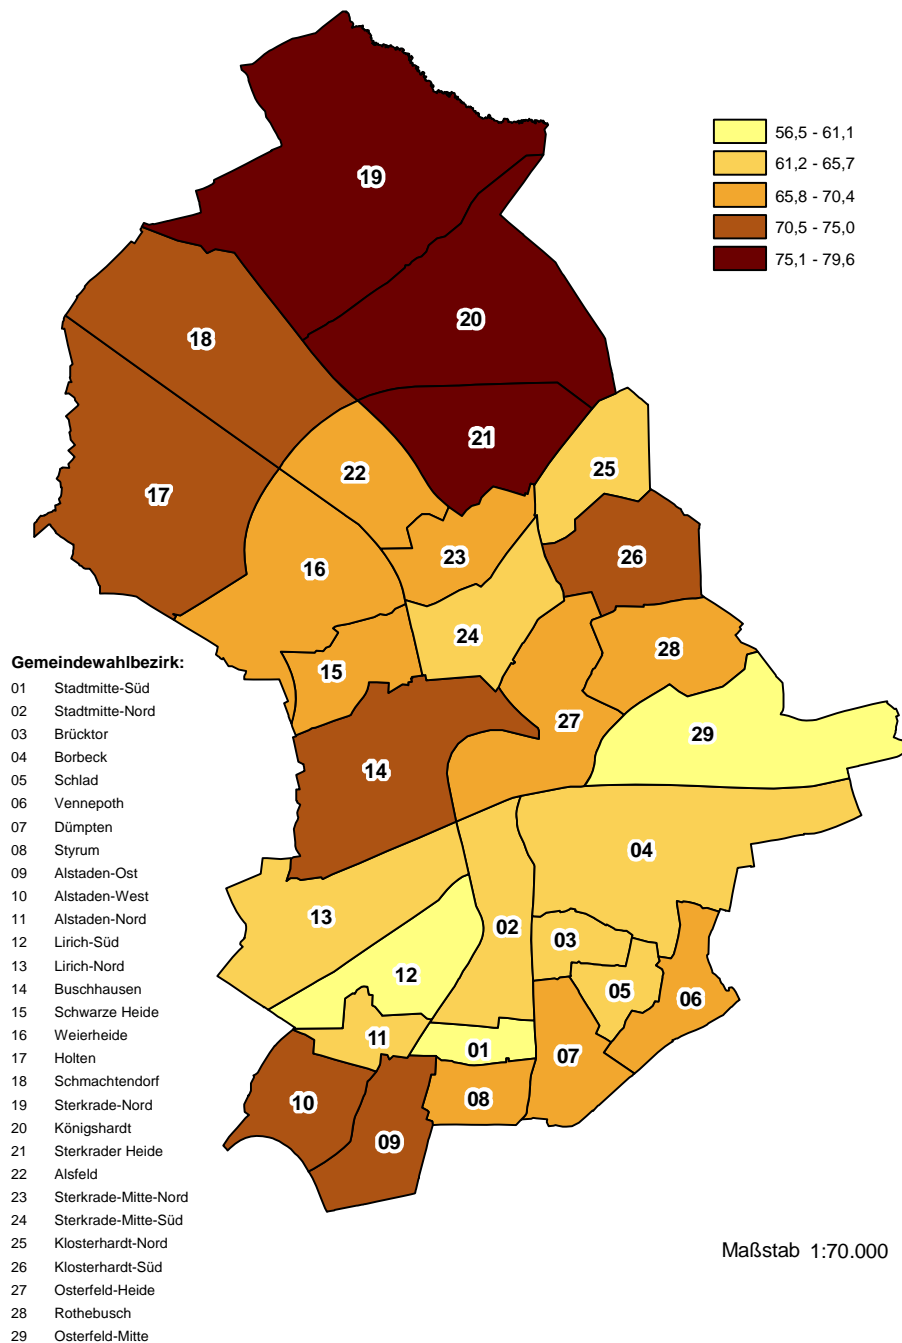 56,5 - 61,1
61,2 - 65,7
65,8 - 70,4
70,5 - 75,0
75,1 - 79,6
19
20
18
21
22
25
17
23
26
16
24
28
15
27
29
14
04
13
02
03
12
05
06
11
01
07
08
10
09
Gemeindewahlbezirk:
01 Stadtmitte-Süd
02 Stadtmitte-Nord
03 Brücktor
04 Borbeck
05 Schlad
06 Vennepoth
07 Dümpten
08 Styrum
09 Alstaden-Ost
10 Alstaden-West
11 Alstaden-Nord
12 Lirich-Süd
13 Lirich-Nord
14 Buschhausen
15 Schwarze Heide
16 Weierheide
17 Holten
18 Schmachtendorf
19 Sterkrade-Nord
20 Königshardt
21 Sterkrader Heide
22 Alsfeld
23 Sterkrade-Mitte-Nord
24 Sterkrade-Mitte-Süd
25 Klosterhardt-Nord
26 Klosterhardt-Süd
27 Osterfeld-Heide
28 Rothebusch
29 Osterfeld-Mitte
Maßstab 1:70.000